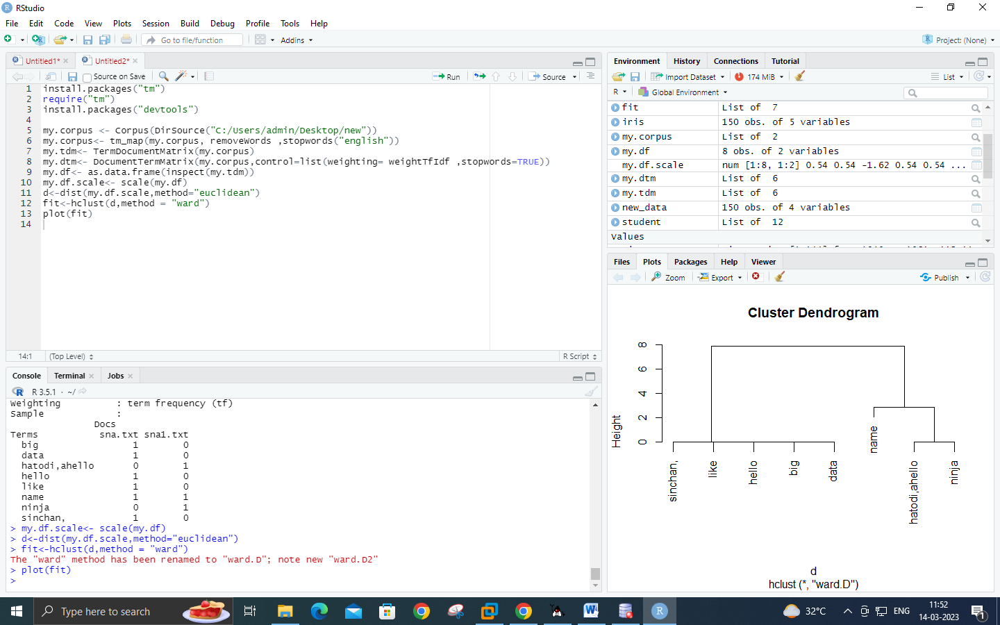 RStudio
File Edit Code View Plots Session Build Debug Profile Tools Help
Go to file/function Addins Project: (None)
Untitled1* Untitled2*
Source on Save Run Source
1 install.packages("tm")
2 require("tm")
3 install.packages("devtools")
4
5 my.corpus <- Corpus(DirSource("C:/Users/admin/Desktop/new"))
6 my.corpus<- tm_map(my.corpus, removeWords ,stopwords("english"))
7 my.tdm<- TermDocumentMatrix(my.corpus)
8 my.dtm<- DocumentTermMatrix(my.corpus,control=list(weighting= weightTfIdf ,stopwords=TRUE))
9 my.df<- as.data.frame(inspect(my.tdm))
10 my.df.scale<- scale(my.df)
11 d<-dist(my.df.scale,method="euclidean")
12 fit<-hclust(d,method = "ward")
13 plot(fit)
14
14:1 (Top Level) R Script
Console Terminal Jobs
R 3.5.1 · ~/
Weighting : term frequency (tf)
Sample :
Docs
Terms sna.txt sna1.txt
big 1 0
data 1 0
hatodi,ahello 0 1
hello 1 0
like 1 0
name 1 1
ninja 0 1
sinchan, 1 0
> my.df.scale<- scale(my.df)
> d<-dist(my.df.scale,method="euclidean")
> fit<-hclust(d,method = "ward")
The "ward" method has been renamed to "ward.D"; note new "ward.D2"
> plot(fit)
>
Environment History Connections Tutorial
Import Dataset 174 MiB List
R Global Environment
fit List of 7
iris 150 obs. of 5 variables
my.corpus List of 2
my.df 8 obs. of 2 variables
my.df.scale num [1:8, 1:2] 0.54 0.54 -1.62 0.54 0.54 ...
my.dtm List of 6
my.tdm List of 6
new_data 150 obs. of 4 variables
student List of 12
Values
Files Plots Packages Help Viewer
Zoom Export Publish
Cluster Dendrogram
Height
8
6
4
2
0
sinchan,
like
hello
big
data
name
hatodi,ahello
ninja
d
hclust (*, "ward.D")
Type here to search
32°C ENG
11:52
14-03-2023
1